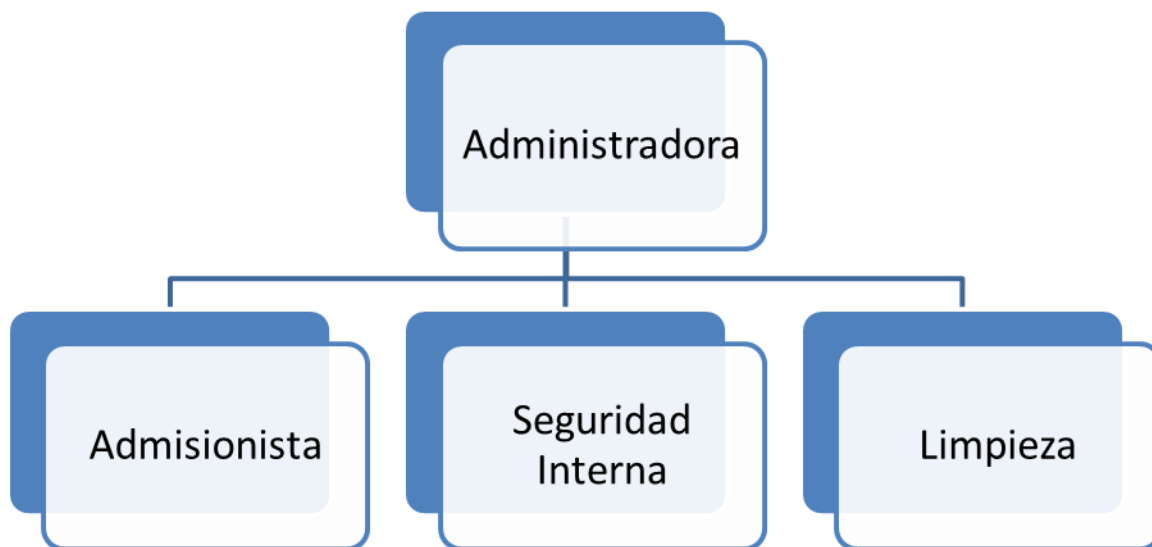 Administradora
Admisionista
Seguridad
Interna
Limpieza